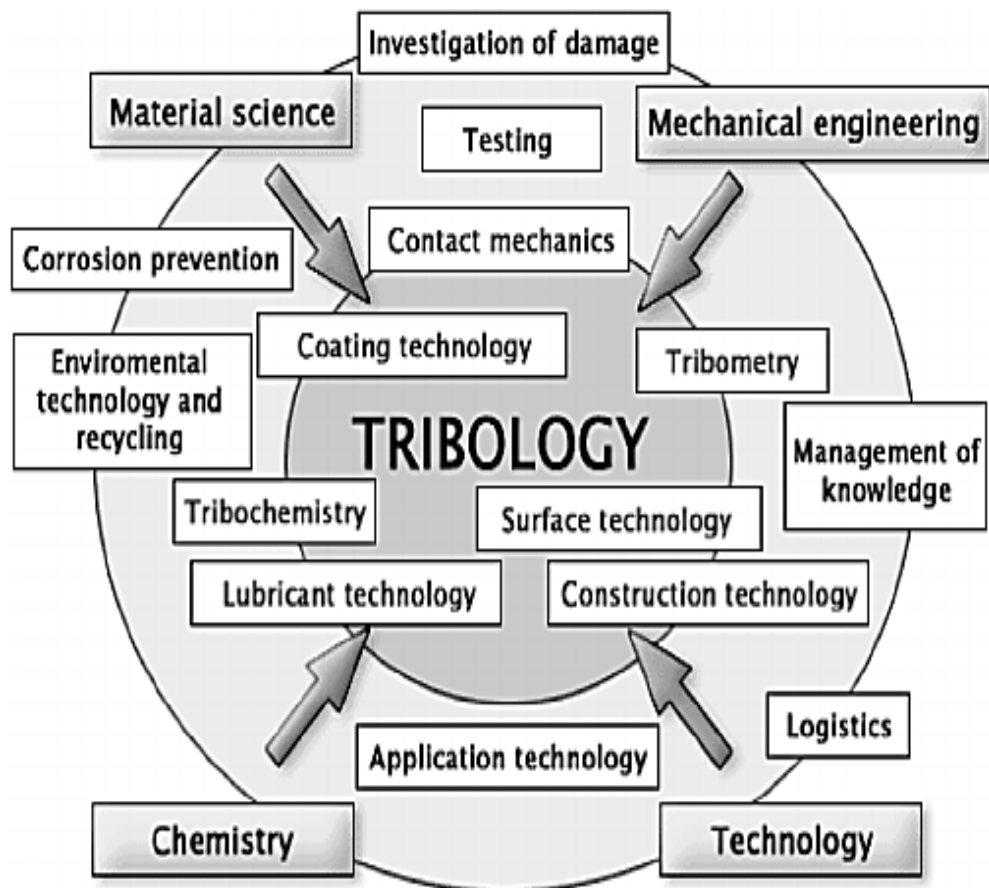 Investigation of damage
Material science
Mechanical engineering
Testing
Contact mechanics
Corrosion prevention
Coating technology
Tribometry
Enviromental
technology and
recycling
TRIBOLOGY
Management of
knowledge
Tribochemistry
Surface technology
Lubricant technology
Construction technology
Logistics
Application technology
Chemistry
Technology